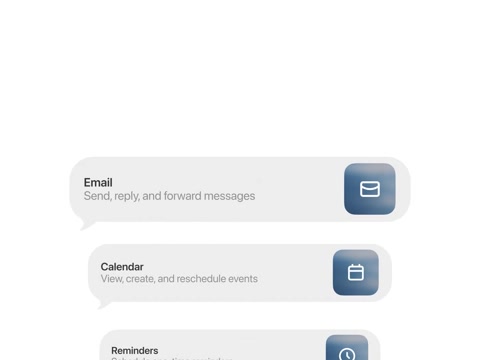 Email
Send, reply, and forward messages
Calendar
View, create, and reschedule events
Reminders